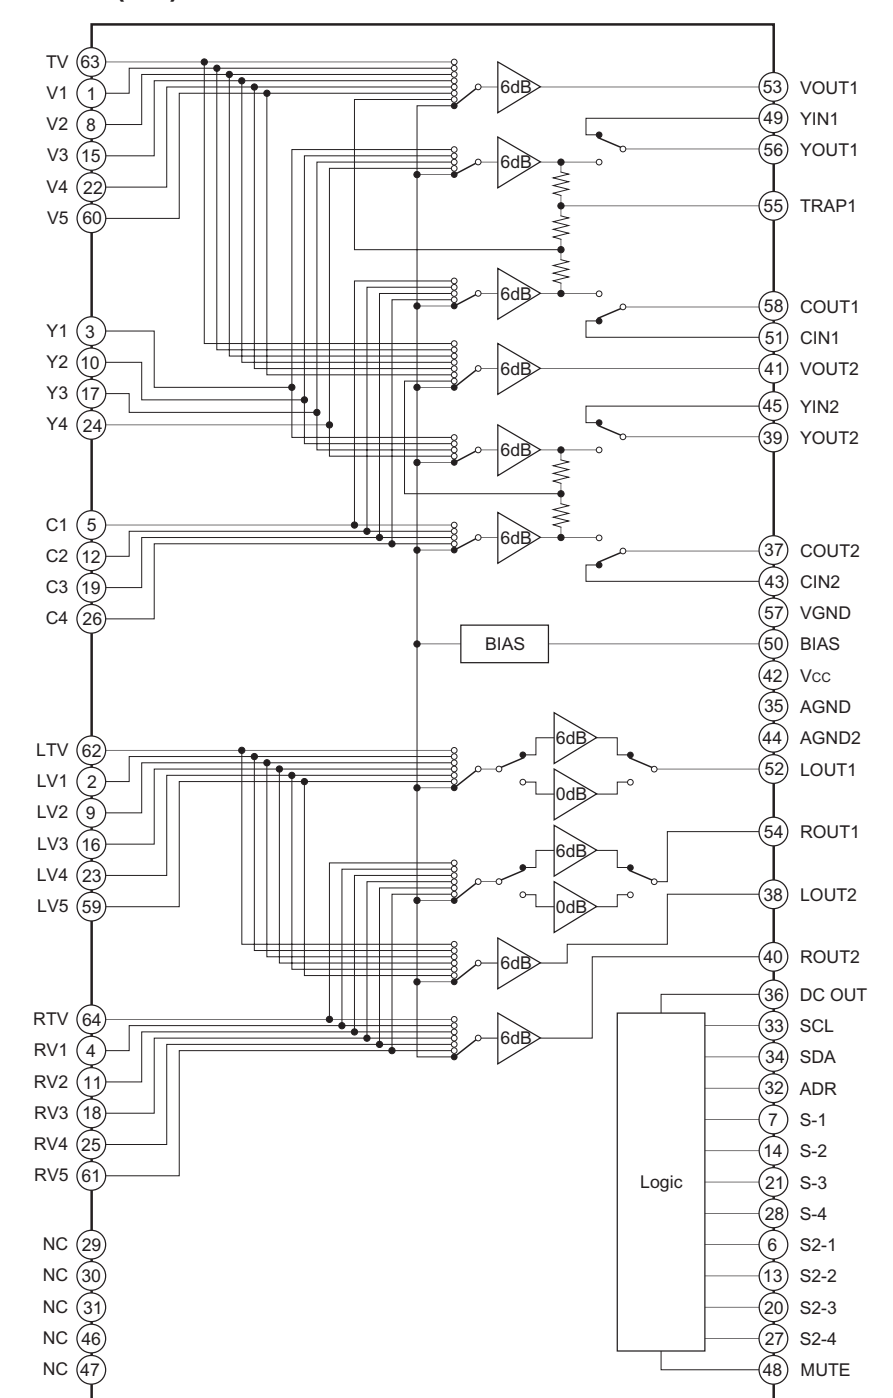 TV 63
V1 1
V2 8
V3 15
V4 22
V5 60
Y1 3
Y2 10
Y3 17
Y4 24
C1 5
C2 12
C3 19
C4 26
LTV 62
LV1 2
LV2 9
LV3 16
LV4 23
LV5 59
RTV 64
RV1 4
RV2 11
RV3 18
RV4 25
RV5 61
NC 29
NC 30
NC 31
NC 46
NC 47
6dB
6dB
6dB
6dB
6dB
6dB
BIAS
6dB
0dB
6dB
0dB
6dB
6dB
Logic
53 VOUT1
49 YIN1
56 YOUT1
55 TRAP1
58 COUT1
51 CIN1
41 VOUT2
45 YIN2
39 YOUT2
37 COUT2
43 CIN2
57 VGND
50 BIAS
42 Vcc
35 AGND
44 AGND2
52 LOUT1
54 ROUT1
38 LOUT2
40 ROUT2
36 DC OUT
33 SCL
34 SDA
32 ADR
7 S-1
14 S-2
21 S-3
28 S-4
6 S2-1
13 S2-2
20 S2-3
27 S2-4
48 MUTE